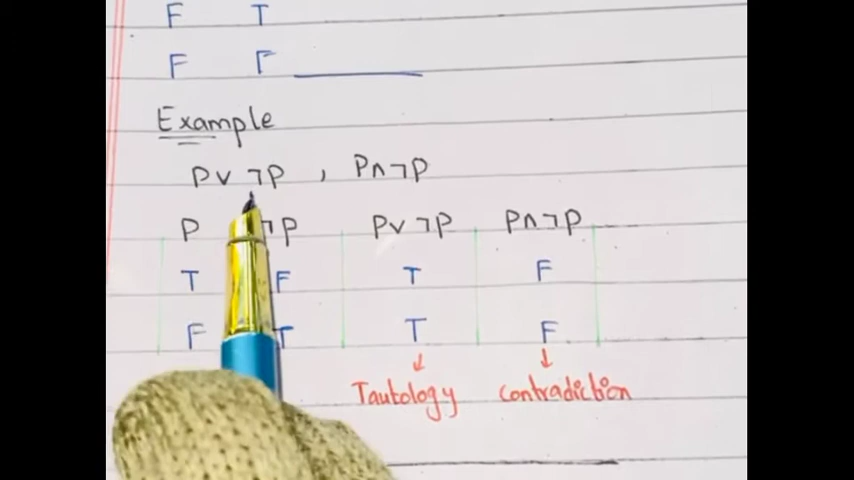 F T
F F
Example
P∨¬P , P∧¬P
P ¬P P∨¬P P∧¬P
T F T F
F T T F
Tautology contradiction